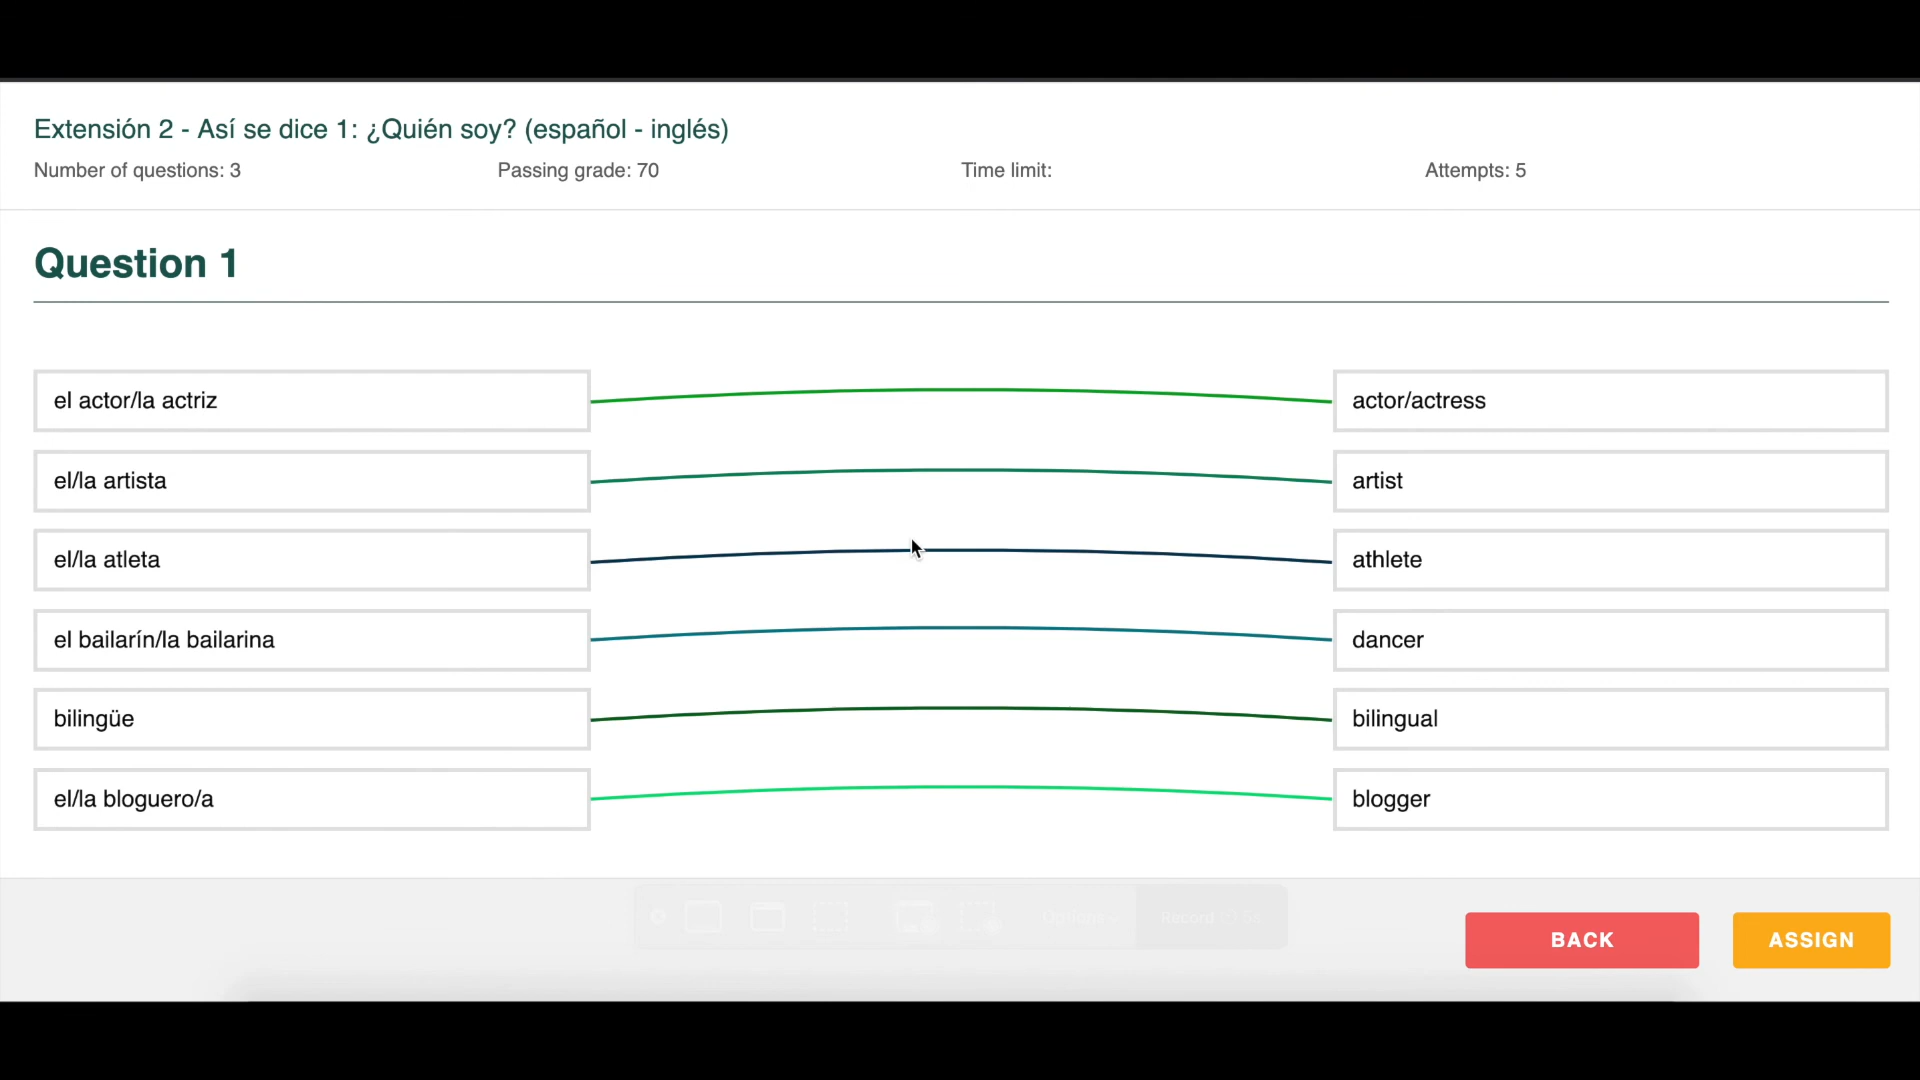 Extensión 2 - Así se dice 1: ¿Quién soy? (español - inglés)
Number of questions: 3 Passing grade: 70 Time limit: Attempts: 5
Question 1
el actor/la actriz actor/actress
el/la artista artist
el/la atleta athlete
el bailarín/la bailarina dancer
bilingüe bilingual
el/la bloguero/a blogger
Options Record
BACK ASSIGN